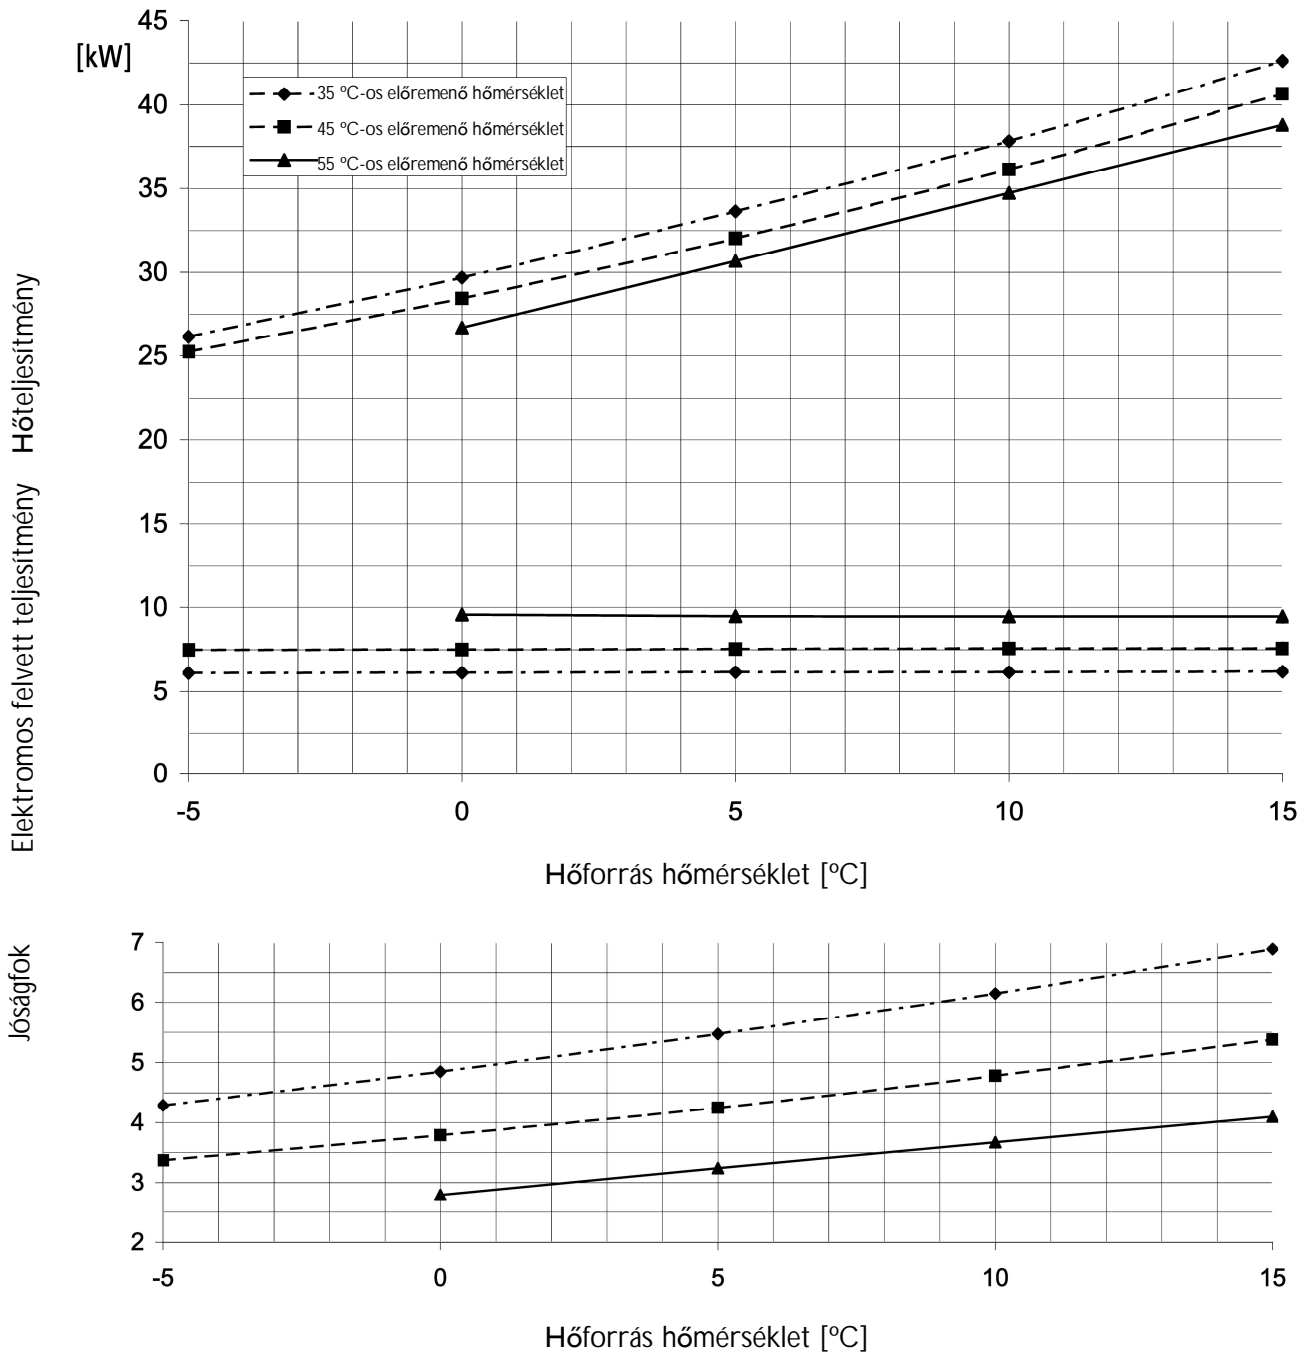 45
[kW]
40
35
30
25
20
15
10
5
0
35 ºC-os előremenő hőmérséklet
45 ºC-os előremenő hőmérséklet
55 ºC-os előremenő hőmérséklet
Hőteljesítmény
Elektromos felvett teljesítmény
-5 0 5 10 15
Hőforrás hőmérséklet [ºC]
Jóságfok
7
6
5
4
3
2
-5 0 5 10 15
Hőforrás hőmérséklet [ºC]